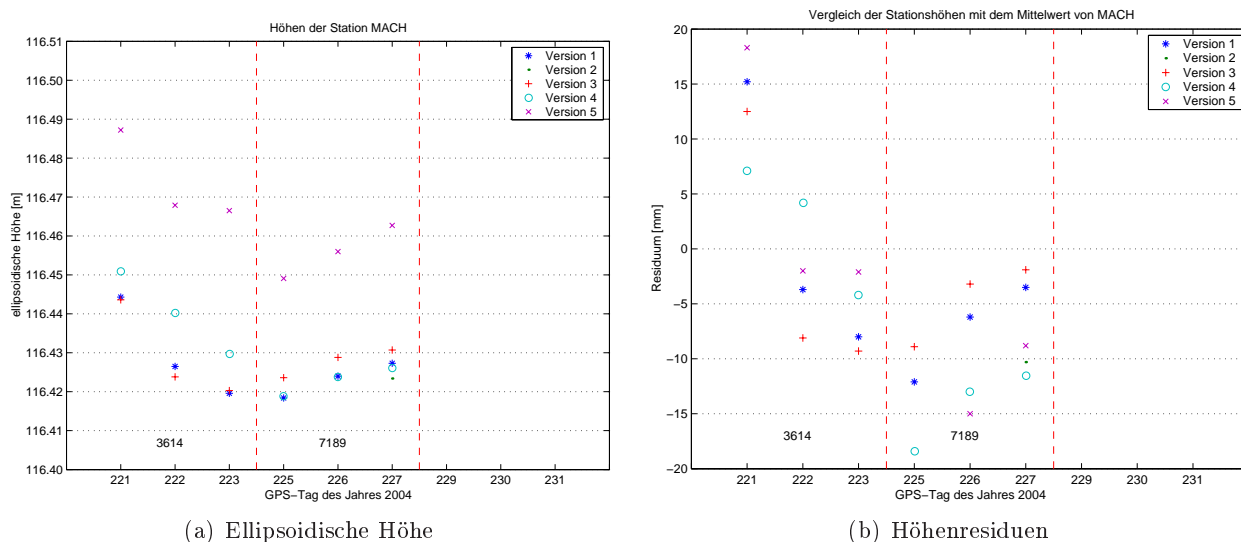 Höhen der Station MACH
116.51
116.50
116.49
116.48
116.47
116.46
116.45
116.44
116.43
116.42
116.41
116.40
ellipsoidische Höhe [m]
Version 1
Version 2
Version 3
Version 4
Version 5
3614
7189
221 222 223 225 226 227 229 230 231
GPS−Tag des Jahres 2004
(a) Ellipsoidische Höhe
Vergleich der Stationshöhen mit dem Mittelwert von MACH
20
15
10
5
0
−5
−10
−15
−20
Residuum [mm]
Version 1
Version 2
Version 3
Version 4
Version 5
3614
7189
221 222 223 225 226 227 229 230 231
GPS−Tag des Jahres 2004
(b) Höhenresiduen